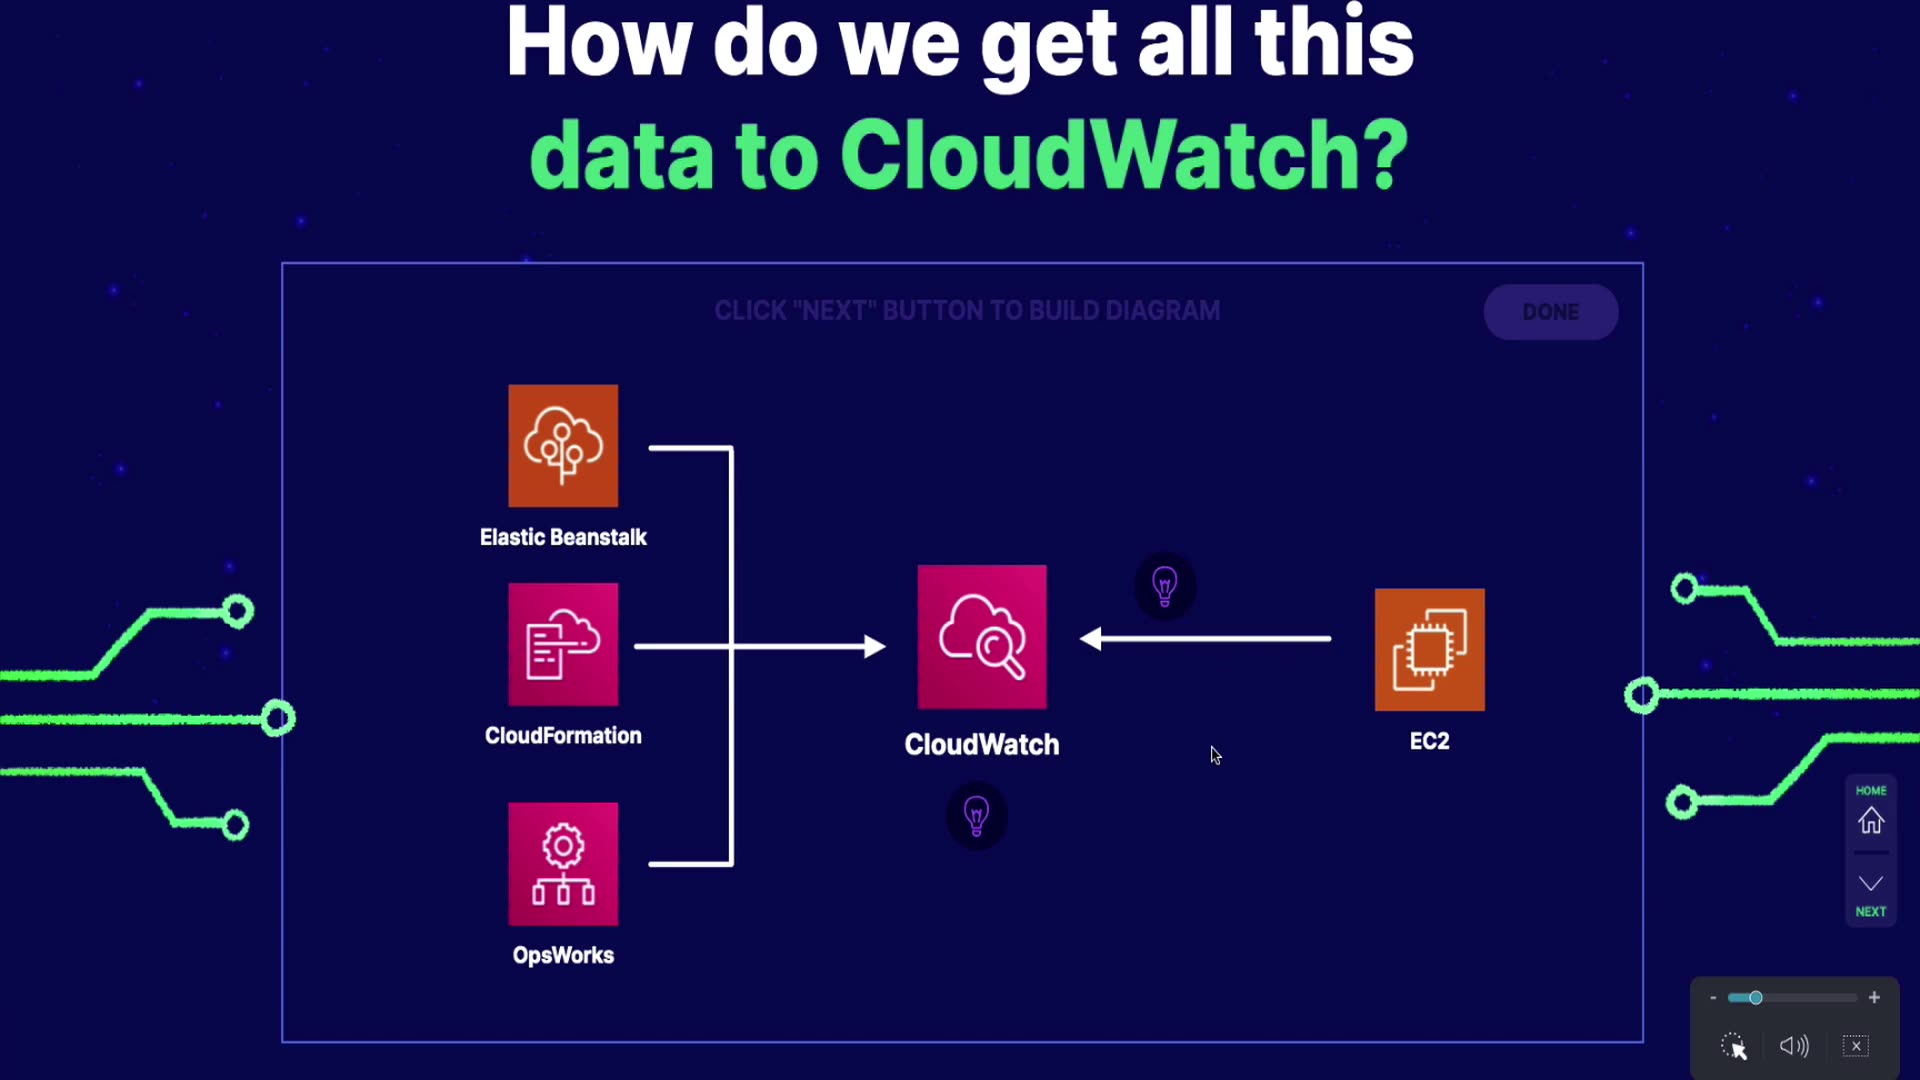 How do we get all this
data to CloudWatch?
CLICK "NEXT" BUTTON TO BUILD DIAGRAM
DONE
Elastic Beanstalk
CloudFormation
OpsWorks
CloudWatch
EC2
HOME
NEXT
- +
x